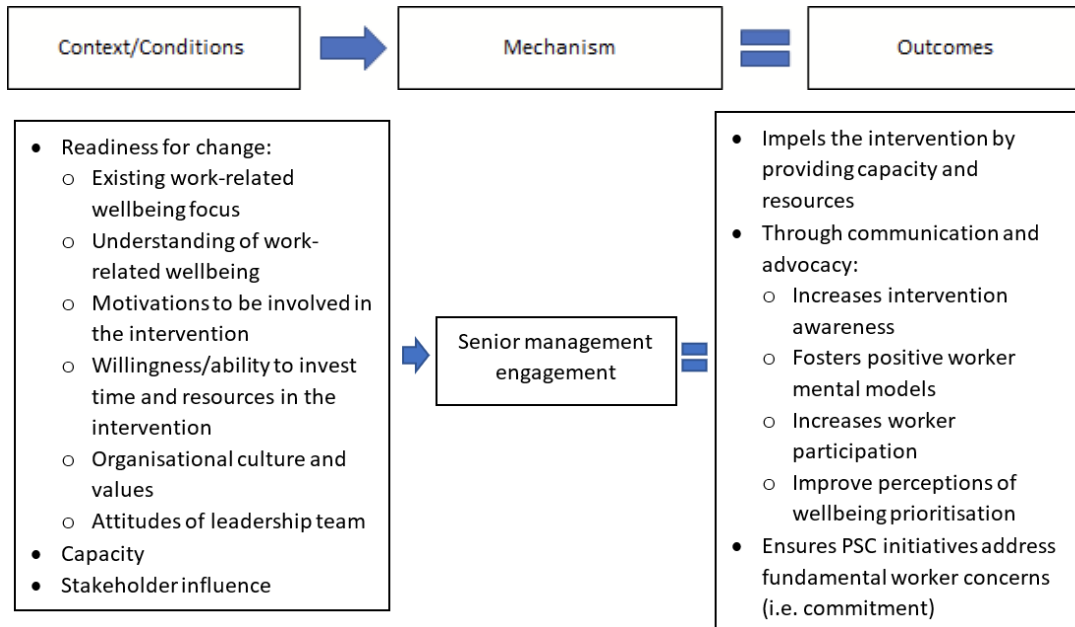 Context/Conditions
Mechanism
Outcomes
• Readiness for change:
o Existing work-related
wellbeing focus
o Understanding of work-
related wellbeing
o Motivations to be involved in
the intervention
o Willingness/ability to invest
time and resources in the
intervention
o Organisational culture and
values
o Attitudes of leadership team
• Capacity
• Stakeholder influence
Senior management
engagement
• Impels the intervention by
providing capacity and
resources
• Through communication and
advocacy:
o Increases intervention
awareness
o Fosters positive worker
mental models
o Increases worker
participation
o Improve perceptions of
wellbeing prioritisation
• Ensures PSC initiatives address
fundamental worker concerns
(i.e. commitment)